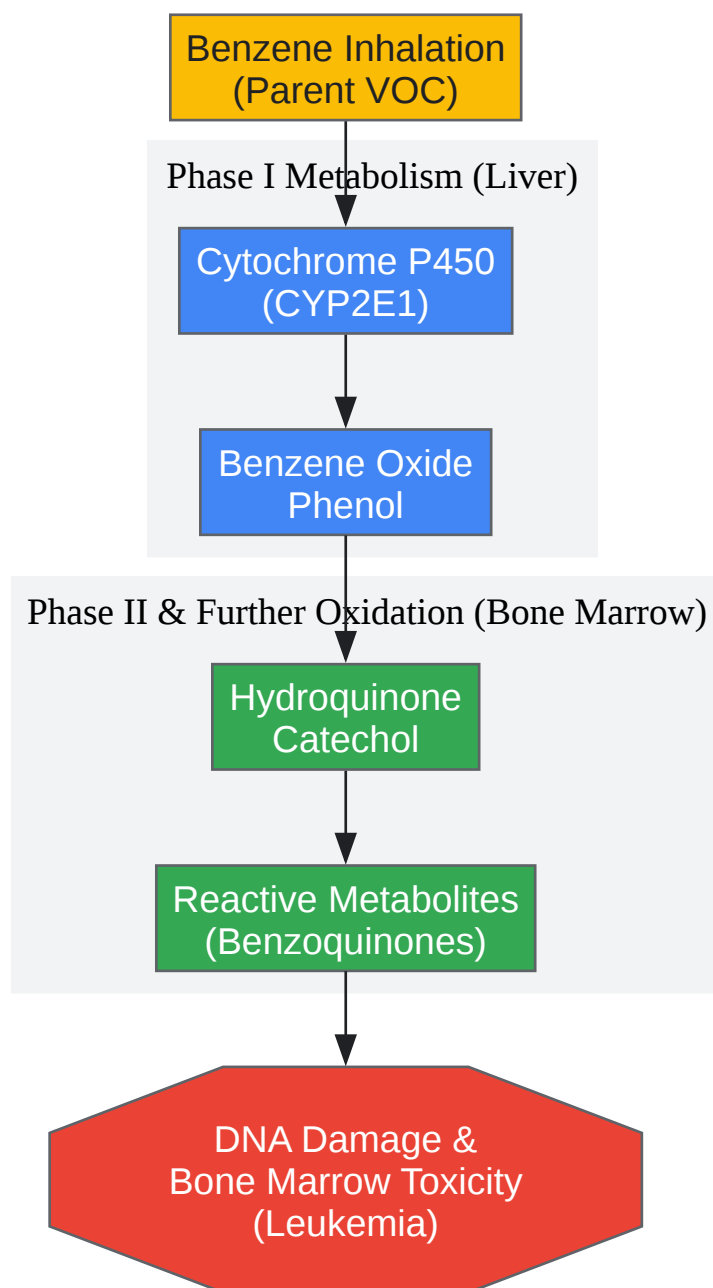 Benzene Inhalation
(Parent VOC)
Phase I Metabolism (Liver)
Cytochrome P450
(CYP2E1)
Benzene Oxide
Phenol
Phase II & Further Oxidation (Bone Marrow)
Hydroquinone
Catechol
Reactive Metabolites
(Benzoquinones)
DNA Damage &
Bone Marrow Toxicity
(Leukemia)